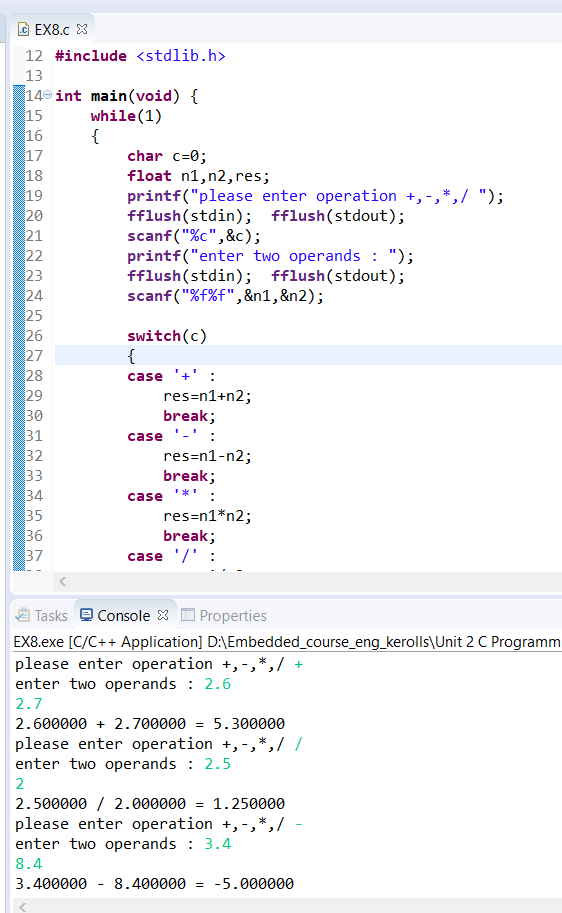 EX8.c
12 #include <stdlib.h>
13
14 int main(void) {
15     while(1)
16     {
17         char c=0;
18         float n1,n2,res;
19         printf("please enter operation +,-,*,/ ");
20         fflush(stdin);  fflush(stdout);
21         scanf("%c",&c);
22         printf("enter two operands : ");
23         fflush(stdin);  fflush(stdout);
24         scanf("%f%f",&n1,&n2);
25
26         switch(c)
27         {
28         case '+' :
29             res=n1+n2;
30             break;
31         case '-' :
32             res=n1-n2;
33             break;
34         case '*' :
35             res=n1*n2;
36             break;
37         case '/' :
Tasks Console Properties
EX8.exe [C/C++ Application] D:\Embedded_course_eng_kerolls\Unit 2 C Programm
please enter operation +,-,*,/ +
enter two operands : 2.6
2.7
2.600000 + 2.700000 = 5.300000
please enter operation +,-,*,/ /
enter two operands : 2.5
2
2.500000 / 2.000000 = 1.250000
please enter operation +,-,*,/ -
enter two operands : 3.4
8.4
3.400000 - 8.400000 = -5.000000